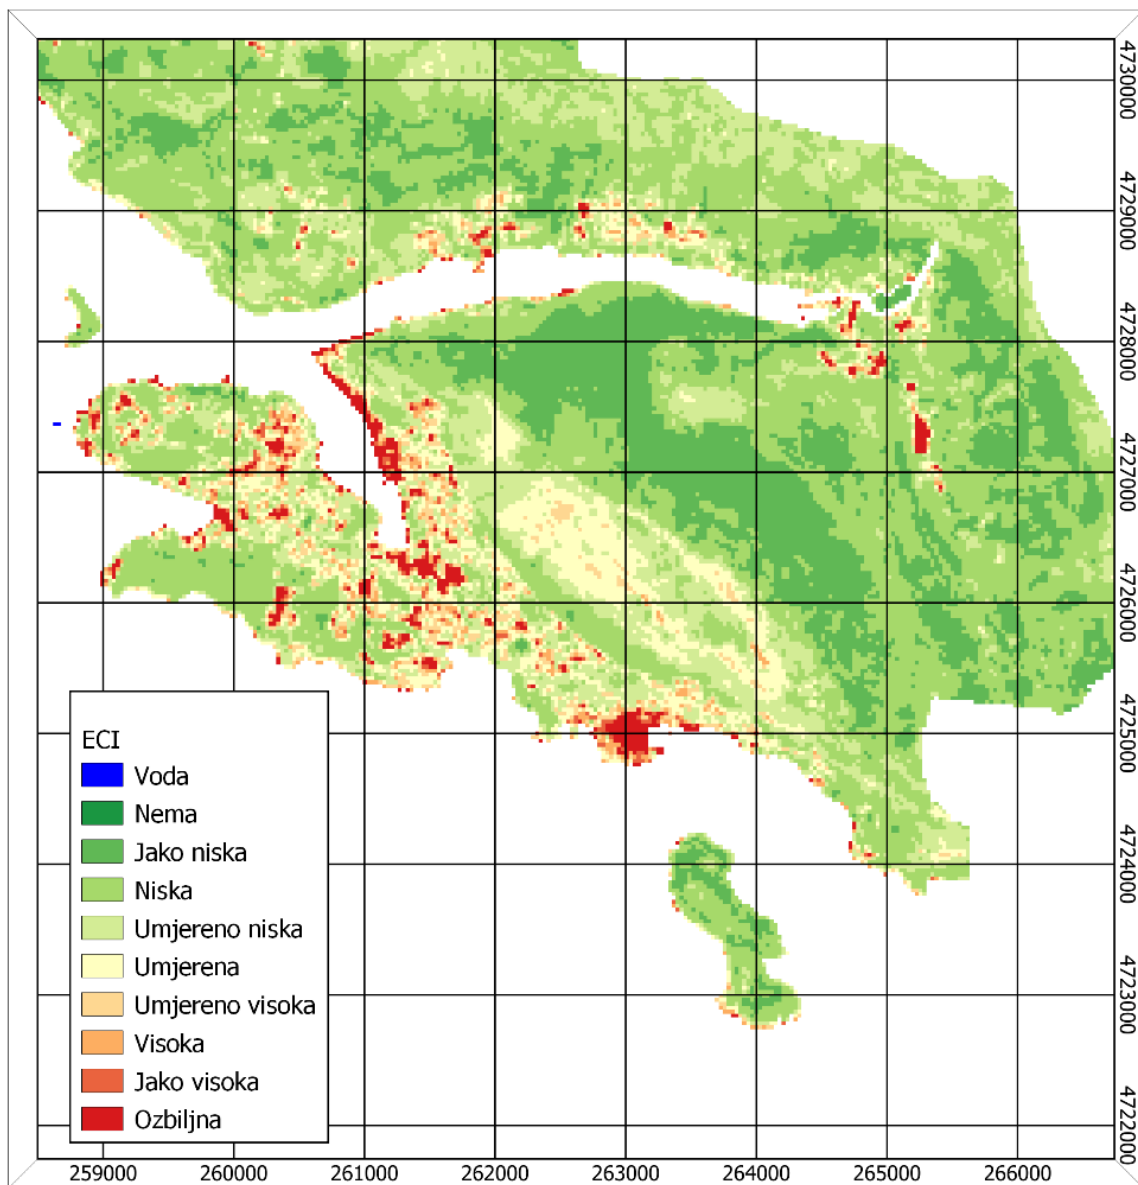 4730000
4729000
4728000
4727000
4726000
4725000
4724000
4723000
4722000
ECI
Voda
Nema
Jako niska
Niska
Umjereno niska
Umjerena
Umjereno visoka
Visoka
Jako visoka
Ozbiljna
259000 260000 261000 262000 263000 264000 265000 266000